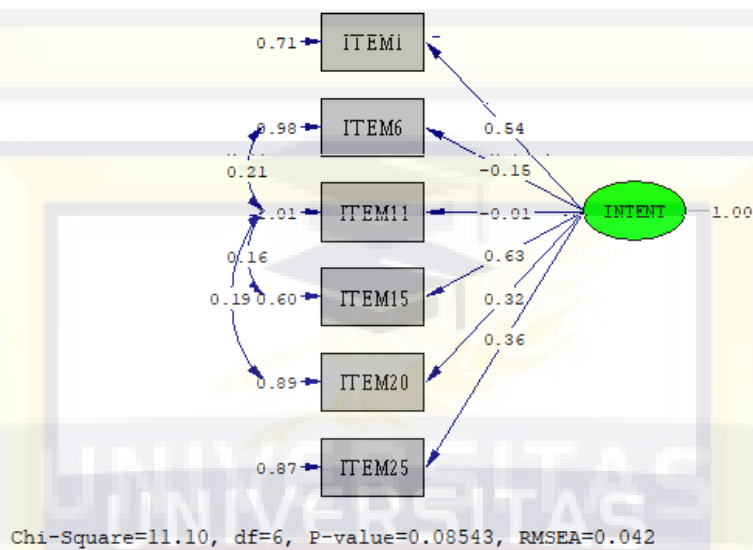 0.71 ITEM1
0.98 ITEM6 0.54
0.21 -0.15
1.01 ITEM11 -0.01 INTENT 1.00
0.16 0.63
0.19 0.60 ITEM15 0.32
0.36
0.89 ITEM20
0.87 ITEM25
UNIVERSITAS
UNIVERSITAS
Chi-Square=11.10, df=6, P-value=0.08543, RMSEA=0.042